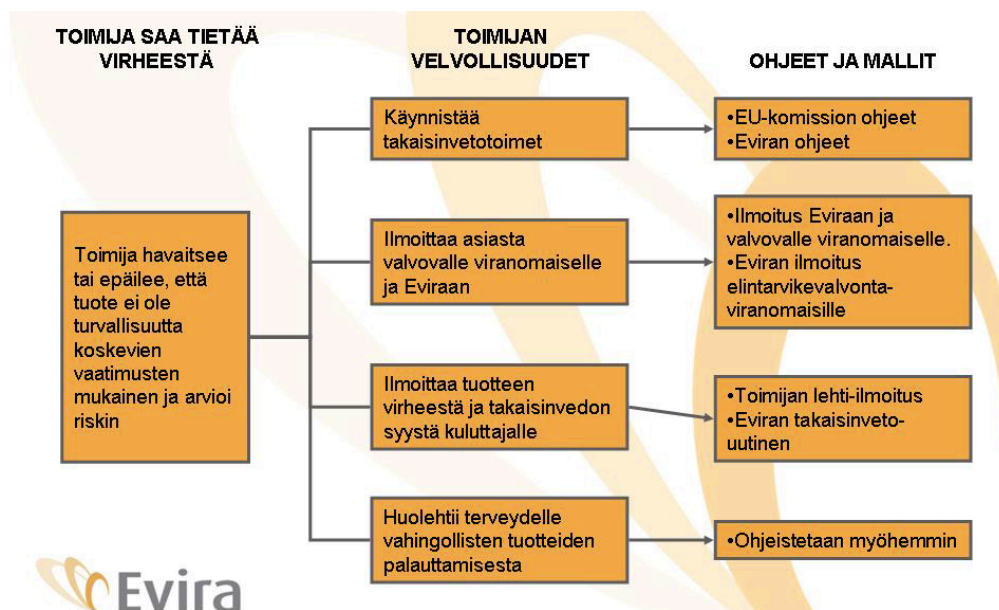 TOIMIJA SAA TIETÄÄ
VIRHEESTÄ
TOIMIJAN
VELVOLLISUUDET
OHJEET JA MALLIT
Toimija havaitsee
tai epäilee, että
tuote ei ole
turvallisuutta
koskevien
vaatimusten
mukainen ja arvioi
riskin
Käynnistää
takaisinvetotoimet
•EU-komission ohjeet
•Eviran ohjeet
Ilmoittaa asiasta
valvovalle viranomaiselle
ja Eviraan
•Ilmoitus Eviraan ja
valvovalle viranomaiselle.
•Eviran ilmoitus
elintarvikevalvonta-
viranomaisille
Ilmoittaa tuotteen
virheestä ja takaisinvedon
syystä kuluttajalle
•Toimijan lehti-ilmoitus
•Eviran takaisinveto-
uutinen
Huolehtii terveydelle
vahingollisten tuotteiden
palauttamisesta
•Ohjeistetaan myöhemmin
Evira